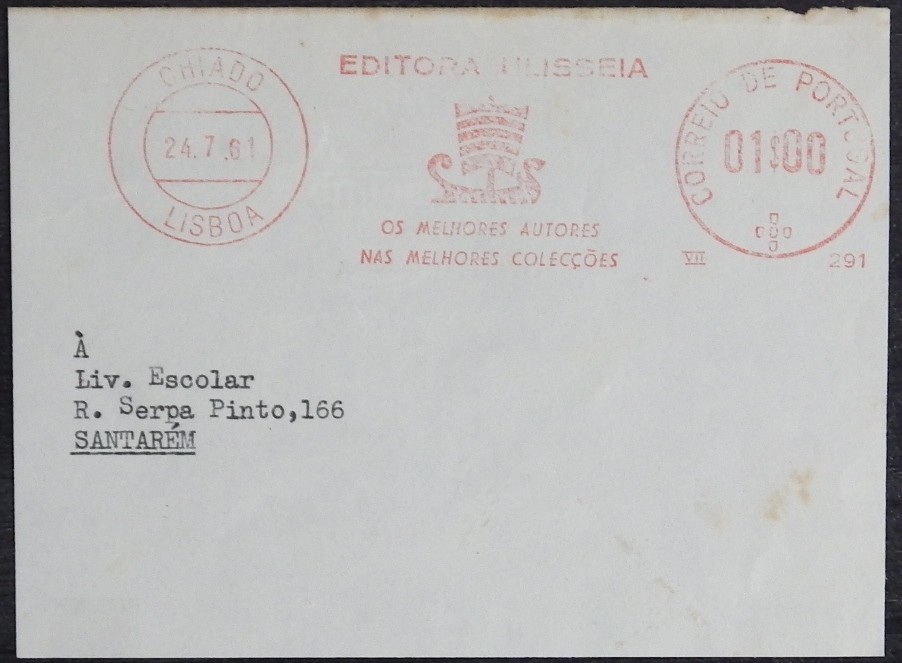 CHIADO
24.7.61
LISBOA
EDITORA ULISSEIA
OS MELHORES AUTORES
NAS MELHORES COLECÇÕES
CORREIO DE PORTUGAL
01$00
VII 291
À
Liv. Escolar
R. Serpa Pinto,166
SANTARÉM